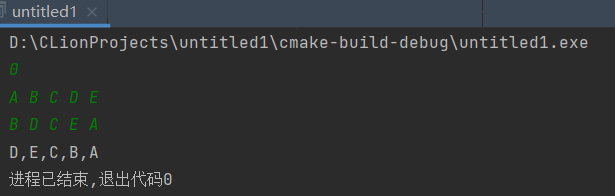 untitled1
D:\CLionProjects\untitled1\cmake-build-debug\untitled1.exe
0
A B C D E
B D C E A
D,E,C,B,A
进程已结束,退出代码0